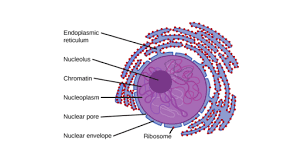 Endoplasmic
reticulum
Nucleolus
Chromatin
Nucleoplasm
Nuclear pore
Nuclear envelope
Ribosome